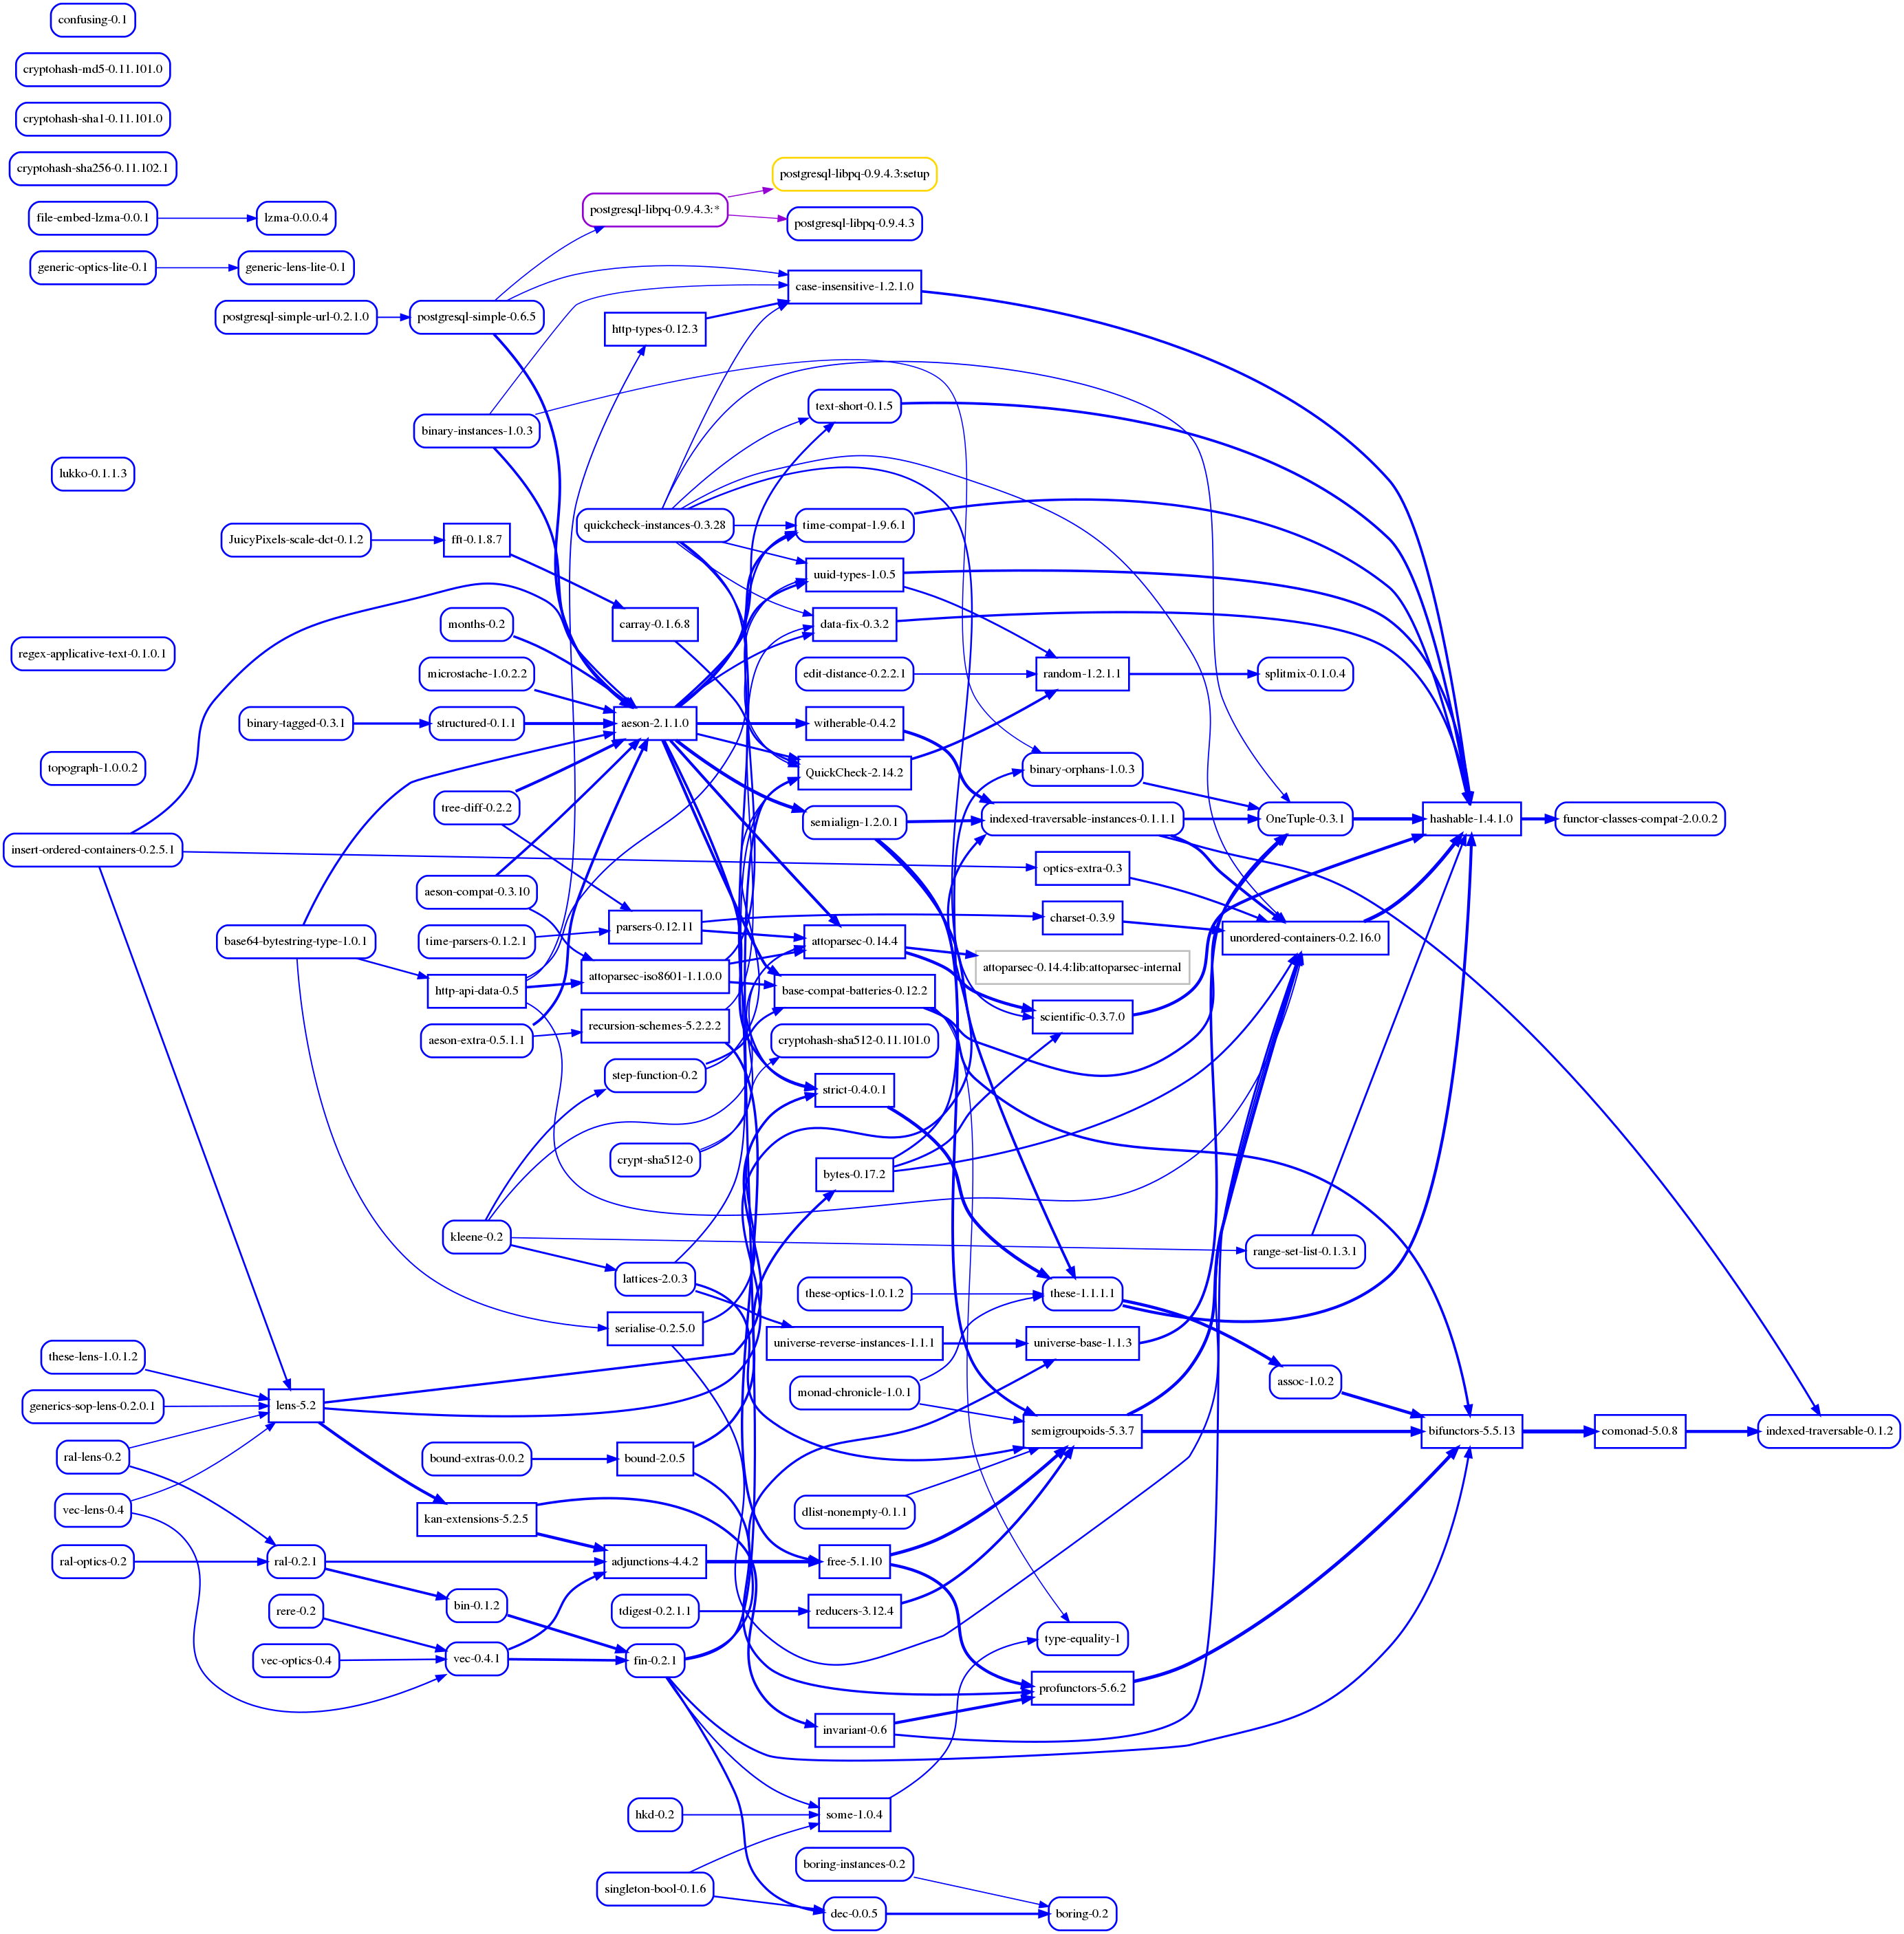 confusing-0.1
cryptohash-md5-0.11.101.0
cryptohash-sha1-0.11.101.0
cryptohash-sha256-0.11.102.1
postgresql-libpq-0.9.4.3:setup
file-embed-lzma-0.0.1
lzma-0.0.0.4
postgresql-libpq-0.9.4.3:*
postgresql-libpq-0.9.4.3
generic-optics-lite-0.1
generic-lens-lite-0.1
case-insensitive-1.2.1.0
postgresql-simple-url-0.2.1.0
postgresql-simple-0.6.5
http-types-0.12.3
text-short-0.1.5
binary-instances-1.0.3
lukko-0.1.1.3
quickcheck-instances-0.3.28
time-compat-1.9.6.1
JuicyPixels-scale-dct-0.1.2
fft-0.1.8.7
uuid-types-1.0.5
months-0.2
carray-0.1.6.8
data-fix-0.3.2
regex-applicative-text-0.1.0.1
microstache-1.0.2.2
edit-distance-0.2.2.1
random-1.2.1.1
splitmix-0.1.0.4
binary-tagged-0.3.1
structured-0.1.1
aeson-2.1.1.0
witherable-0.4.2
topograph-1.0.0.2
QuickCheck-2.14.2
binary-orphans-1.0.3
tree-diff-0.2.2
semialign-1.2.0.1
indexed-traversable-instances-0.1.1.1
OneTuple-0.3.1
hashable-1.4.1.0
functor-classes-compat-2.0.0.2
insert-ordered-containers-0.2.5.1
optics-extra-0.3
aeson-compat-0.3.10
parsers-0.12.11
charset-0.3.9
base64-bytestring-type-1.0.1
time-parsers-0.1.2.1
attoparsec-0.14.4
unordered-containers-0.2.16.0
attoparsec-0.14.4:lib:attoparsec-internal
http-api-data-0.5
attoparsec-iso8601-1.1.0.0
base-compat-batteries-0.12.2
scientific-0.3.7.0
aeson-extra-0.5.1.1
recursion-schemes-5.2.2.2
cryptohash-sha512-0.11.101.0
step-function-0.2
strict-0.4.0.1
crypt-sha512-0
bytes-0.17.2
kleene-0.2
range-set-list-0.1.3.1
lattices-2.0.3
these-optics-1.0.1.2
these-1.1.1.1
serialise-0.2.5.0
universe-reverse-instances-1.1.1
universe-base-1.1.3
these-lens-1.0.1.2
assoc-1.0.2
generics-sop-lens-0.2.0.1
lens-5.2
monad-chronicle-1.0.1
ral-lens-0.2
bound-extras-0.0.2
bound-2.0.5
semigroupoids-5.3.7
bifunctors-5.5.13
comonad-5.0.8
indexed-traversable-0.1.2
vec-lens-0.4
kan-extensions-5.2.5
dlist-nonempty-0.1.1
ral-optics-0.2
ral-0.2.1
adjunctions-4.4.2
free-5.1.10
rere-0.2
bin-0.1.2
tdigest-0.2.1.1
reducers-3.12.4
type-equality-1
vec-optics-0.4
vec-0.4.1
fin-0.2.1
profunctors-5.6.2
invariant-0.6
hkd-0.2
some-1.0.4
boring-instances-0.2
singleton-bool-0.1.6
dec-0.0.5
boring-0.2